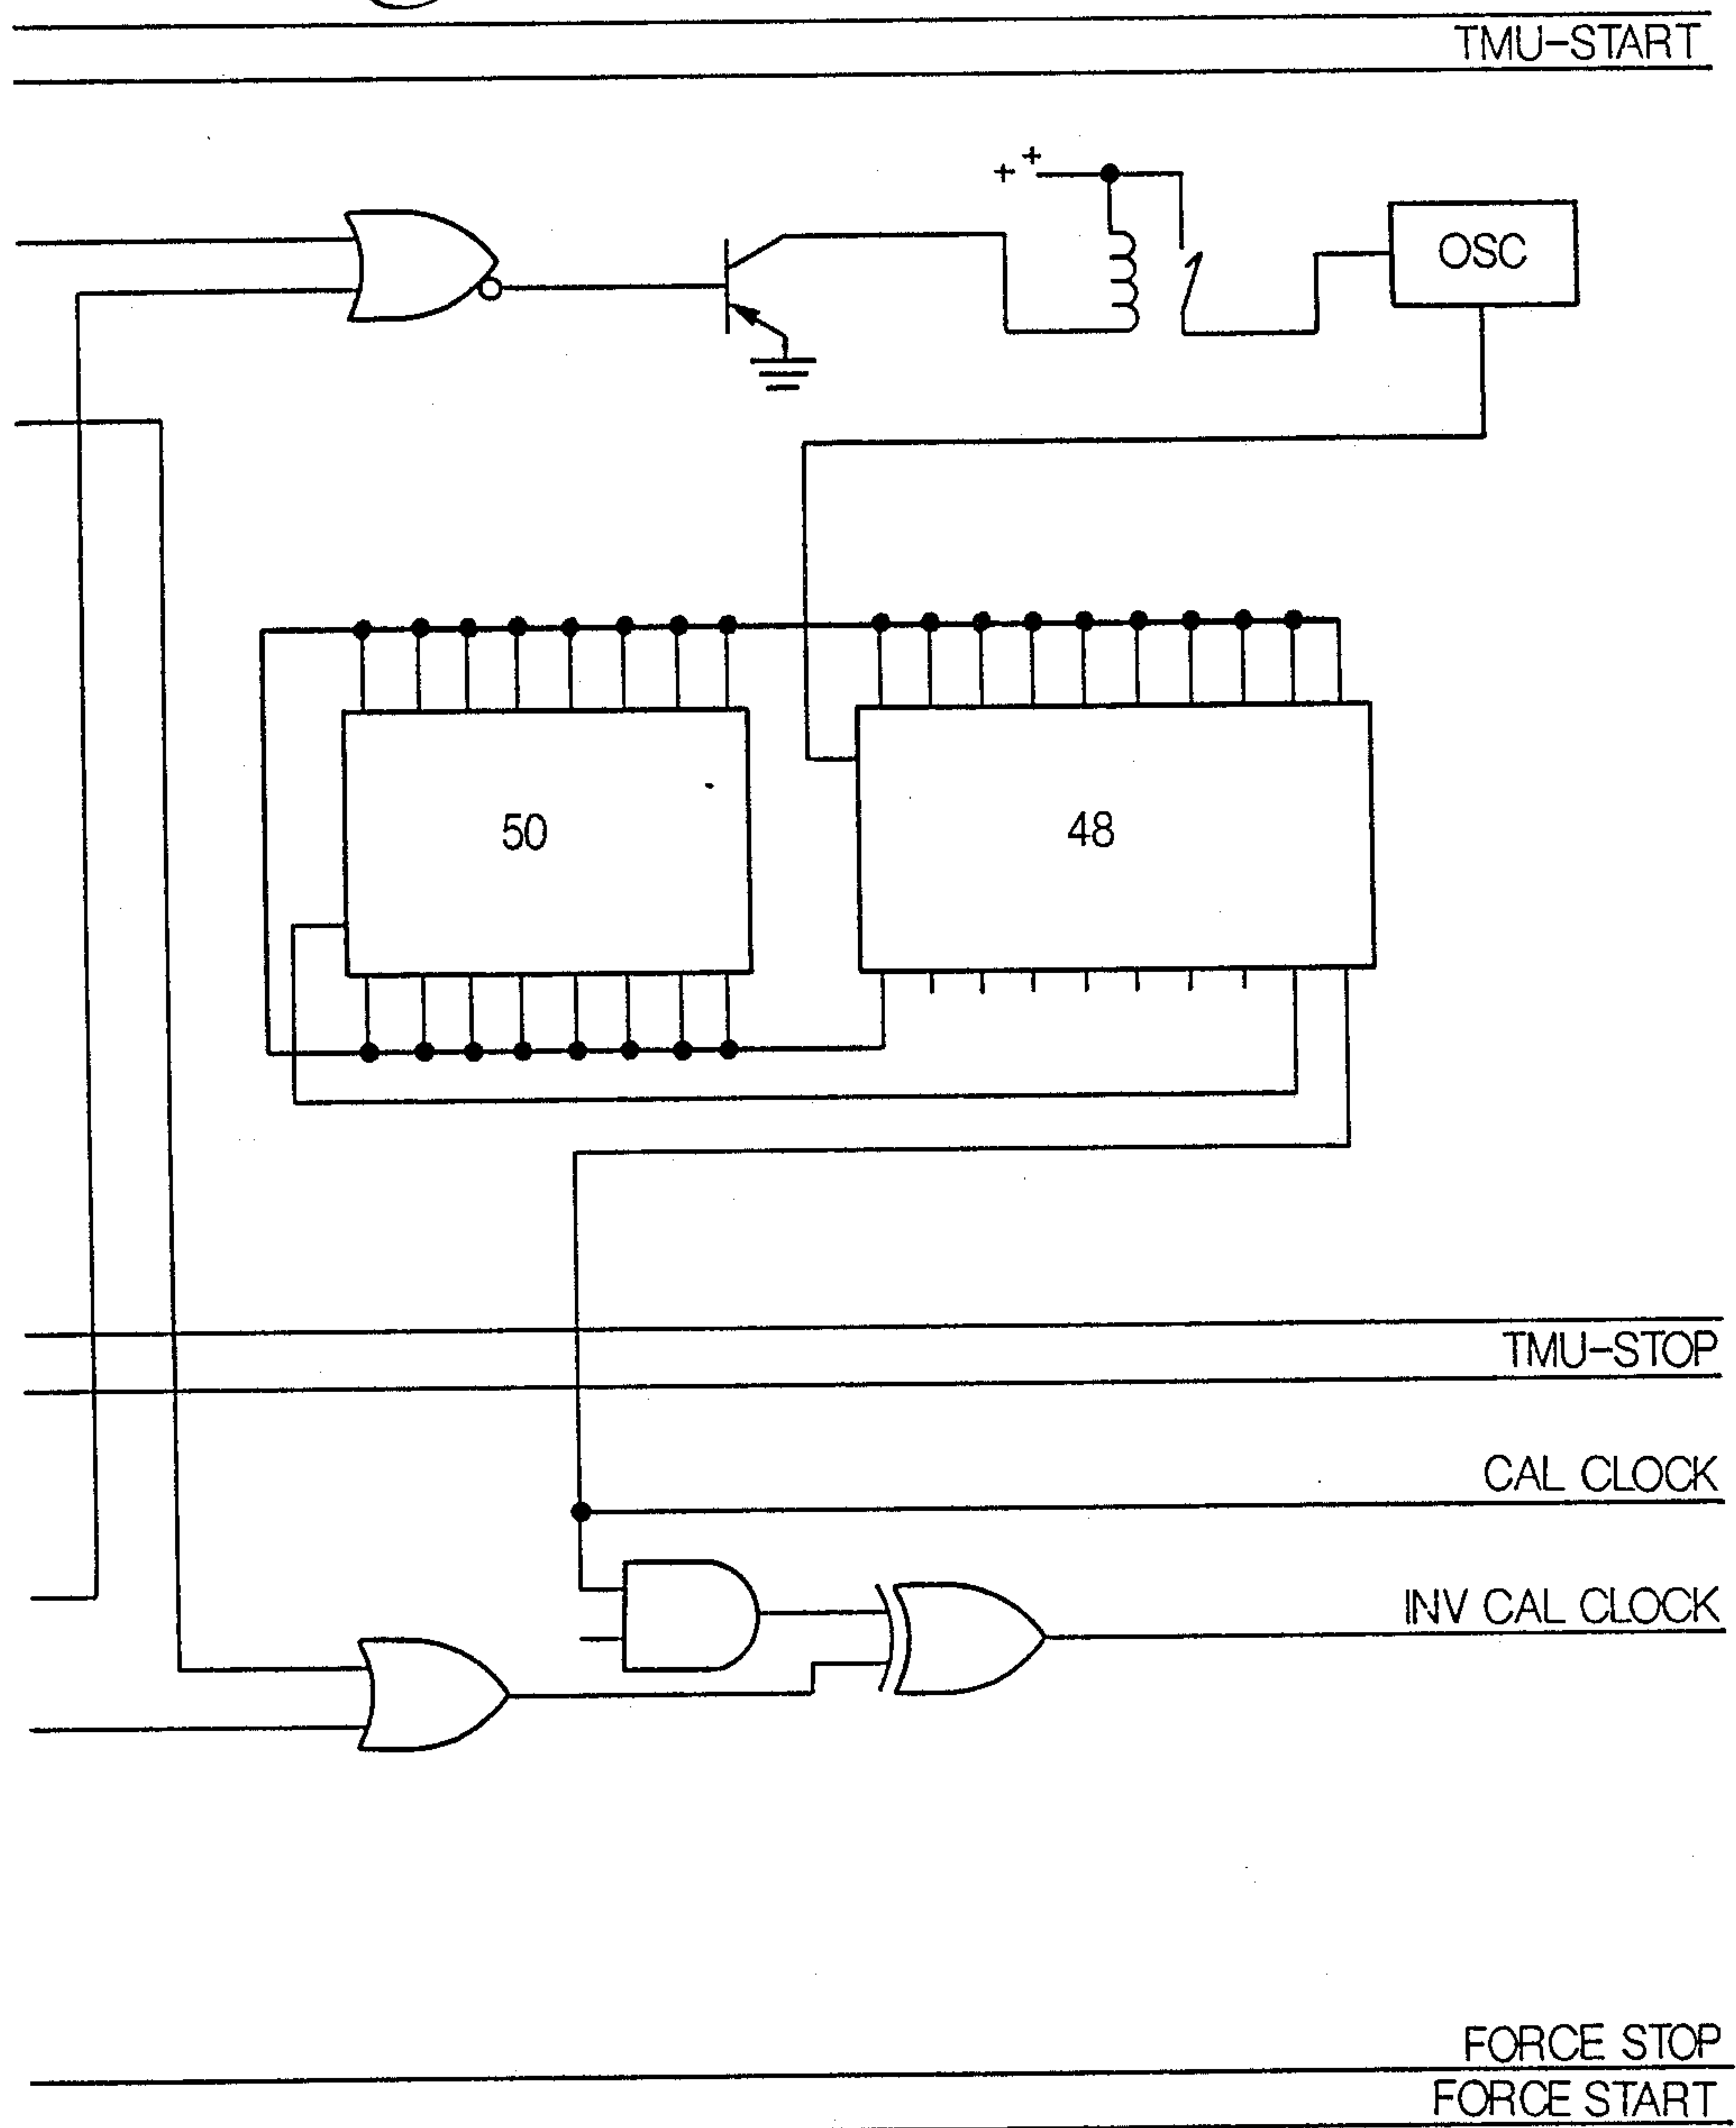 TMU-START
+ +
OSC
50
48
TMU-STOP
CAL CLOCK
INV CAL CLOCK
FORCE STOP
FORCE START